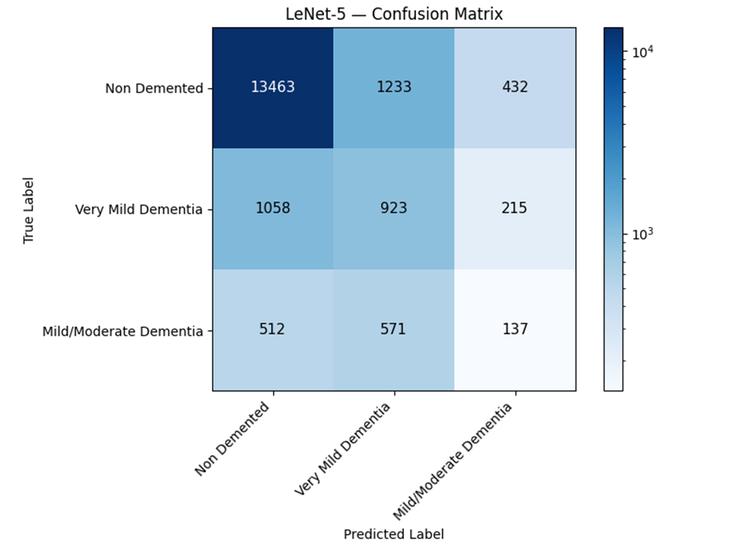 LeNet-5 — Confusion Matrix
True Label
Non Demented 13463 1233 432
Very Mild Dementia 1058 923 215
Mild/Moderate Dementia 512 571 137
Non Demented
Very Mild Dementia
Mild/Moderate Dementia
Predicted Label
10⁴
10³